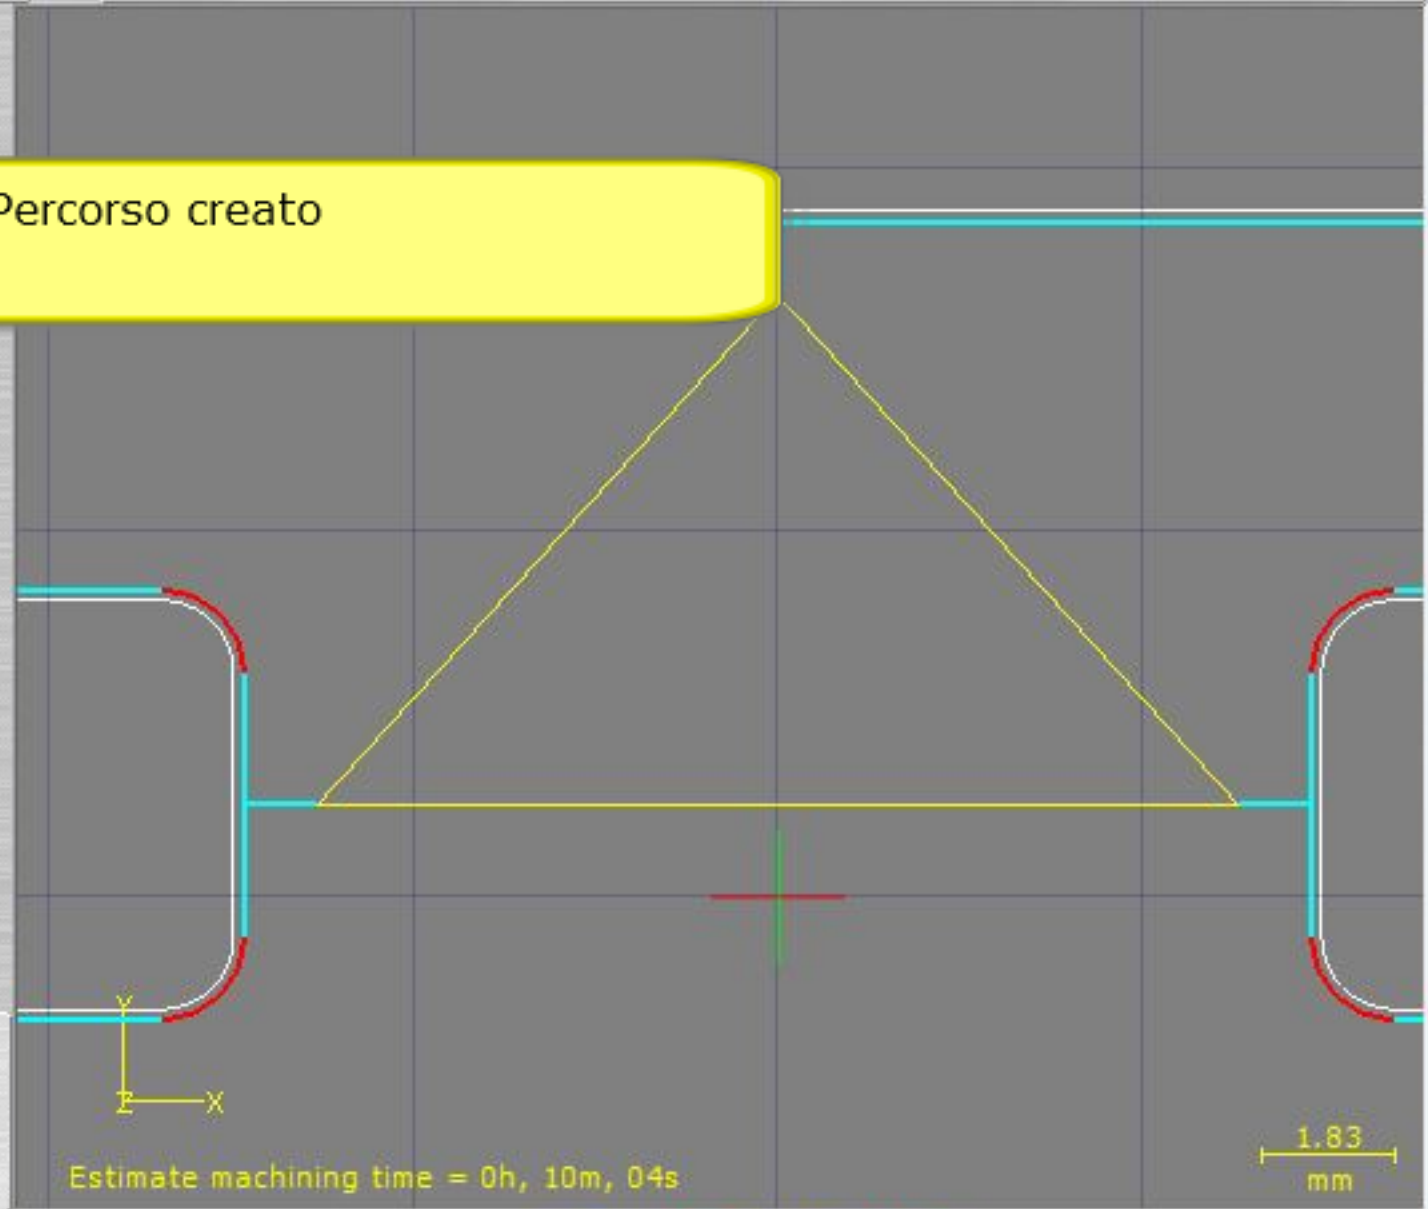 Percorso creato
Y
Z X
1.83
mm
Estimate machining time = 0h, 10m, 04s